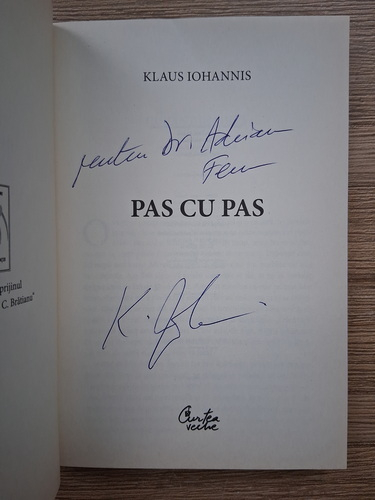 KLAUS IOHANNIS
pentru Dr. Adrian
PAS CU PAS
K.
Curtea
veche
prijinul
C. Brătianu"